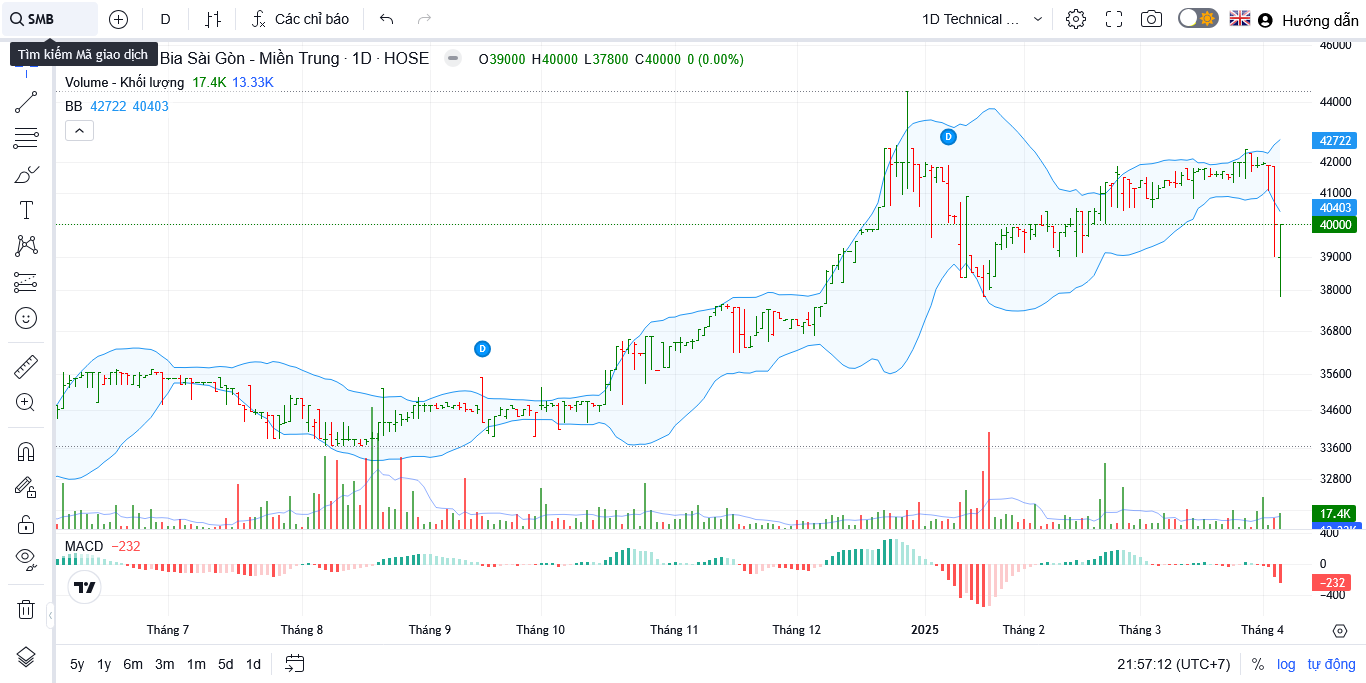 SMB D Các chỉ báo 1D Technical ... Hướng dẫn
Tìm kiếm Mã giao dịch
Bia Sài Gòn - Miền Trung · 1D · HOSE O39000 H40000 L37800 C40000 0 (0.00%)
Volume - Khối lượng 17.4K 13.33K
BB 42722 40403
46000
44000
42722
42000
41000
40403
40000
39000
38000
36800
35600
34600
33600
32800
17.4K
400
0
−232
−400
D
D
MACD −232
Tháng 7 Tháng 8 Tháng 9 Tháng 10 Tháng 11 Tháng 12 2025 Tháng 2 Tháng 3 Tháng 4
5y 1y 6m 3m 1m 5d 1d 21:57:12 (UTC+7) % log tự động